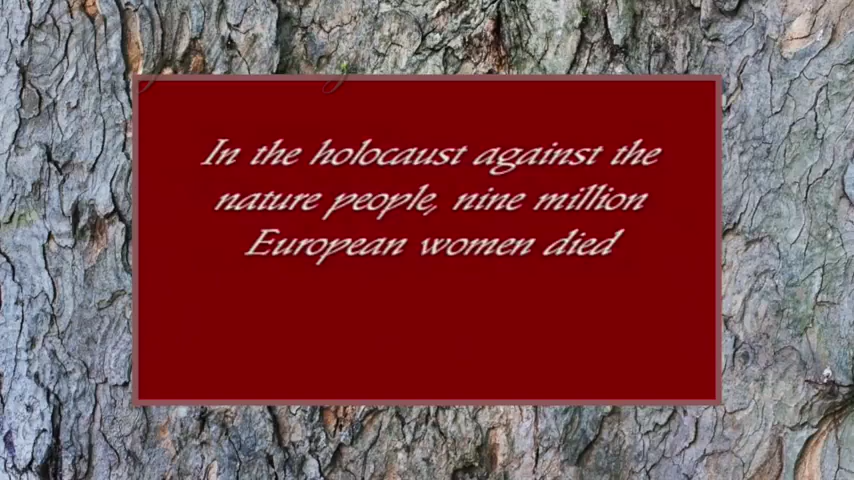 In the holocaust against the
nature people, nine million
European women died